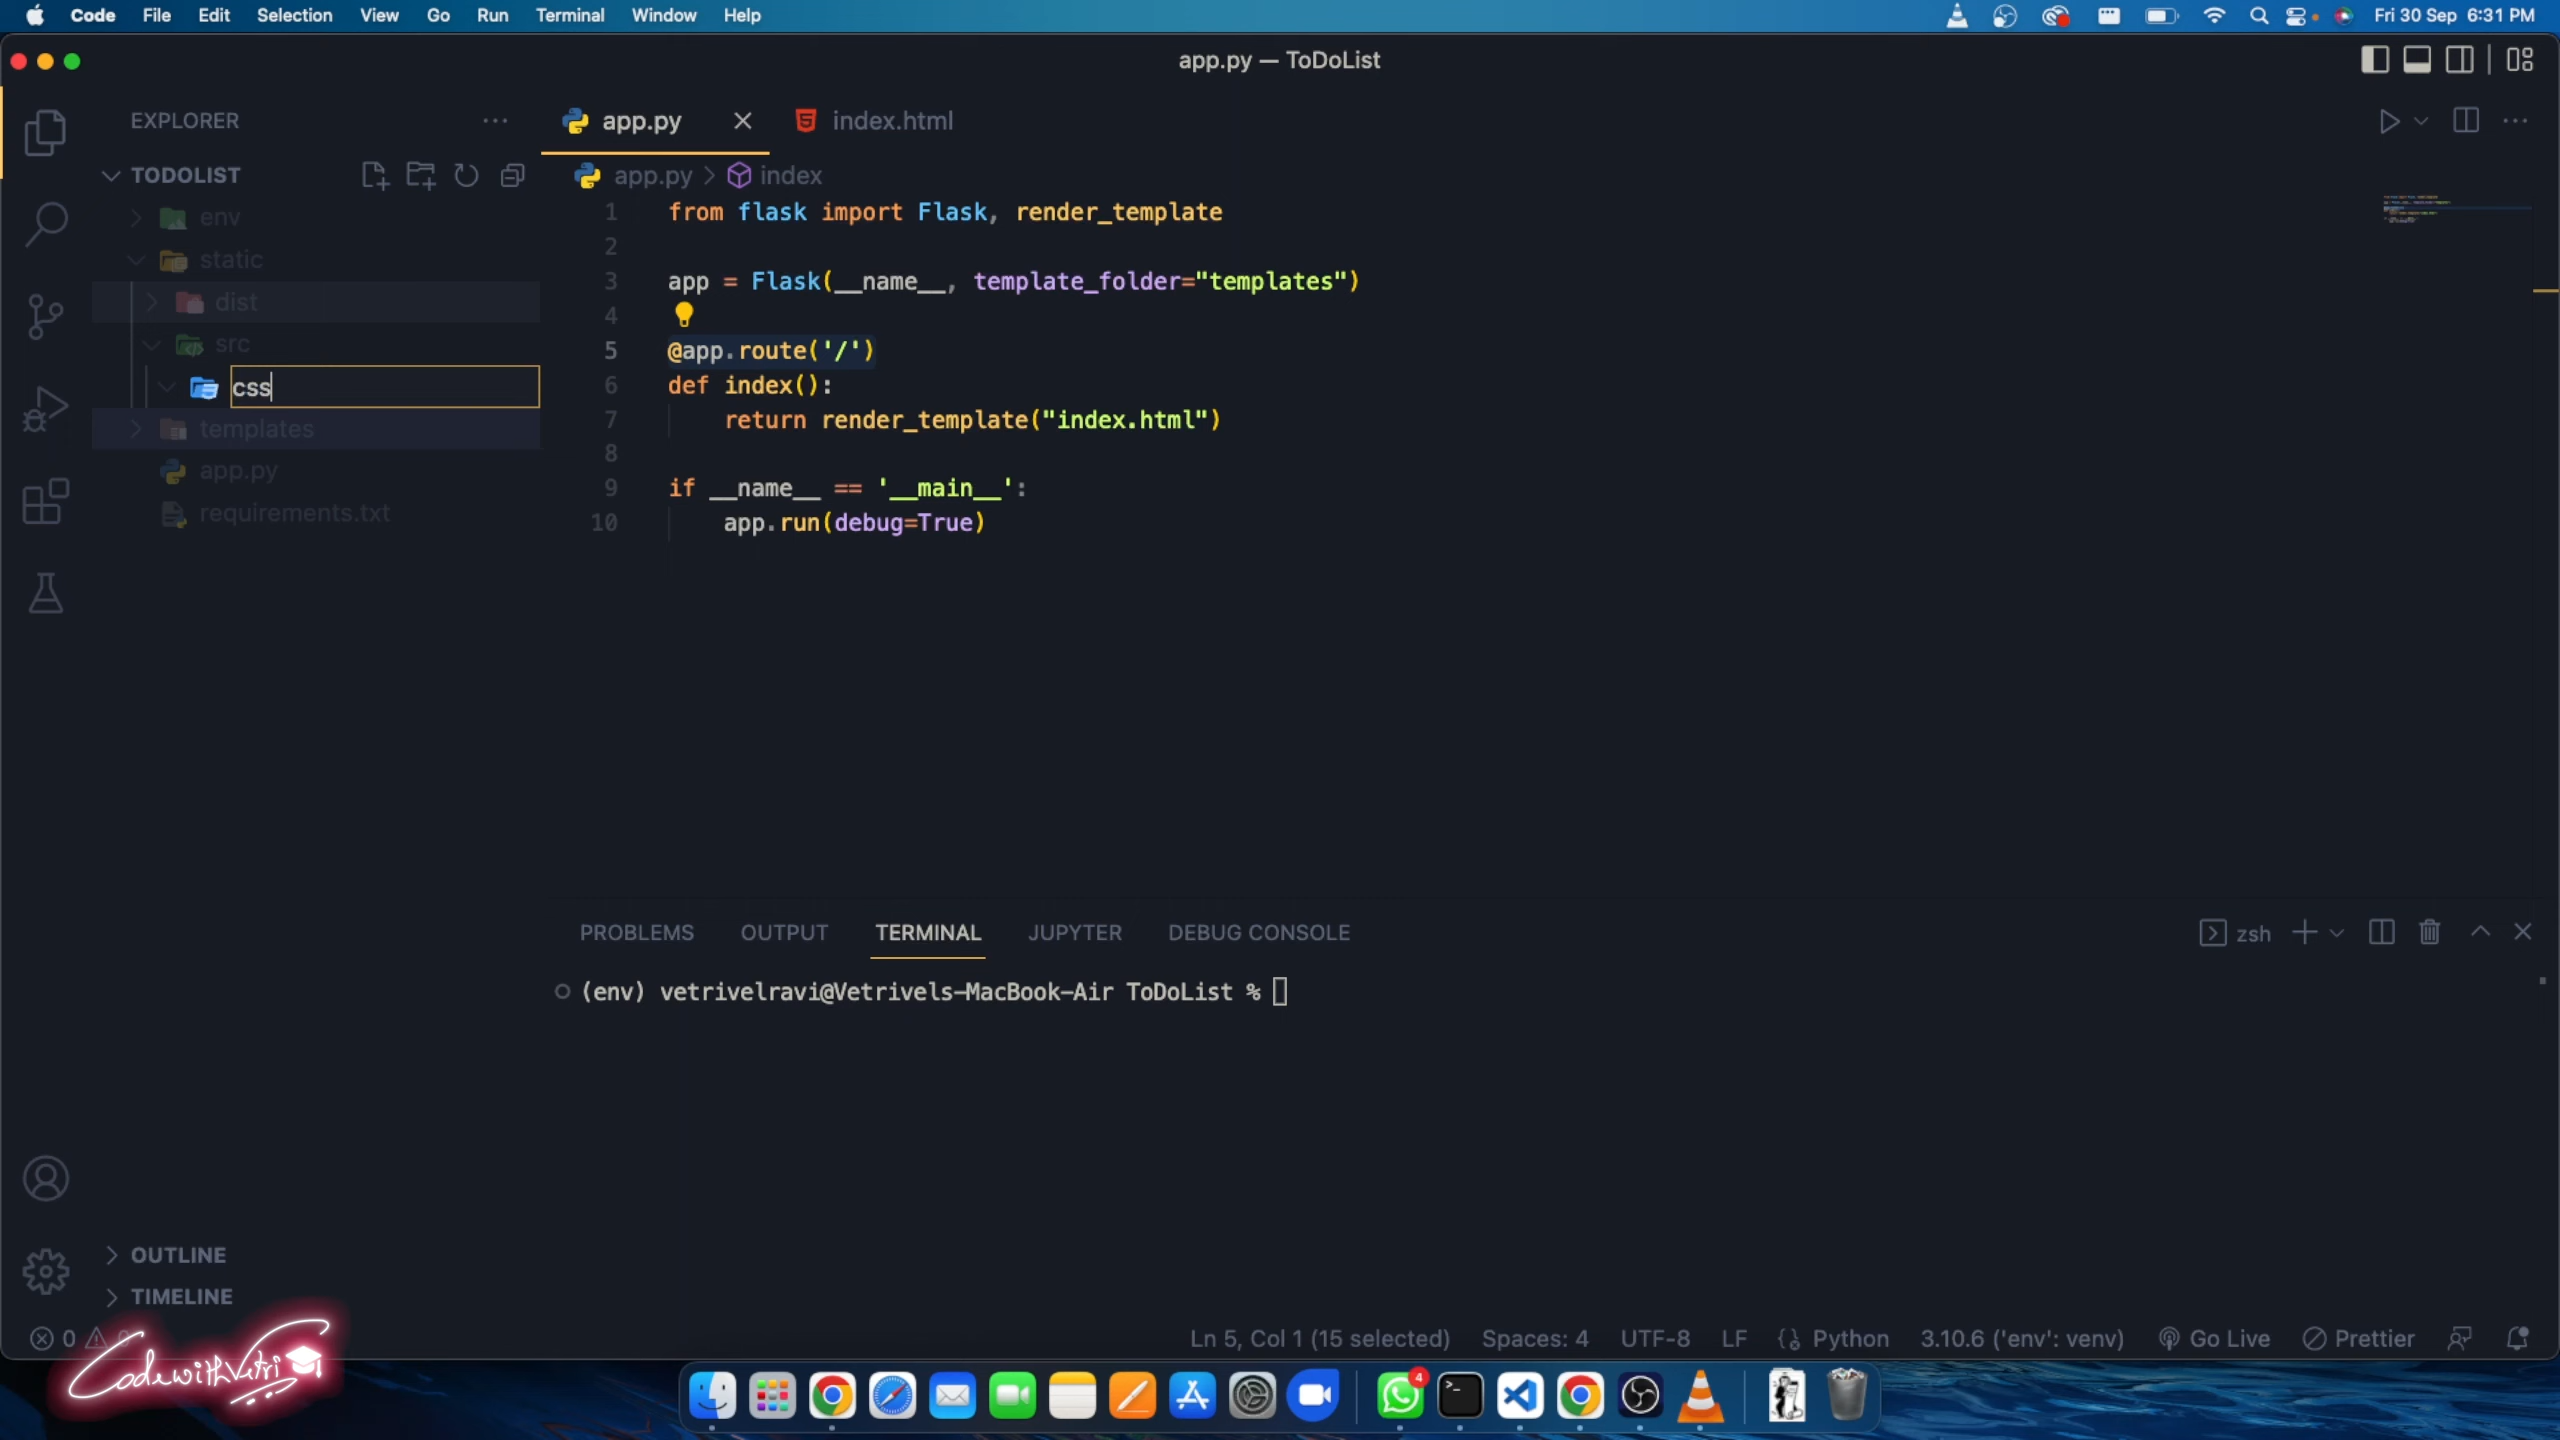 Code File Edit Selection View Go Run Terminal Window Help
Fri 30 Sep 6:31 PM
app.py — ToDoList
EXPLORER
TODOLIST
env
static
dist
src
css
templates
app.py
requirements.txt
OUTLINE
TIMELINE
app.py index.html
app.py > index
1 from flask import Flask, render_template
2
3 app = Flask(__name__, template_folder="templates")
4
5 @app.route('/')
6 def index():
7 return render_template("index.html")
8
9 if __name__ == '__main__':
10 app.run(debug=True)
PROBLEMS OUTPUT TERMINAL JUPYTER DEBUG CONSOLE
zsh
(env) vetrivelravi@Vetrivels-MacBook-Air ToDoList %
0
Ln 5, Col 1 (15 selected) Spaces: 4 UTF-8 LF Python 3.10.6 ('env': venv) Go Live Prettier
CodewithVetri
4